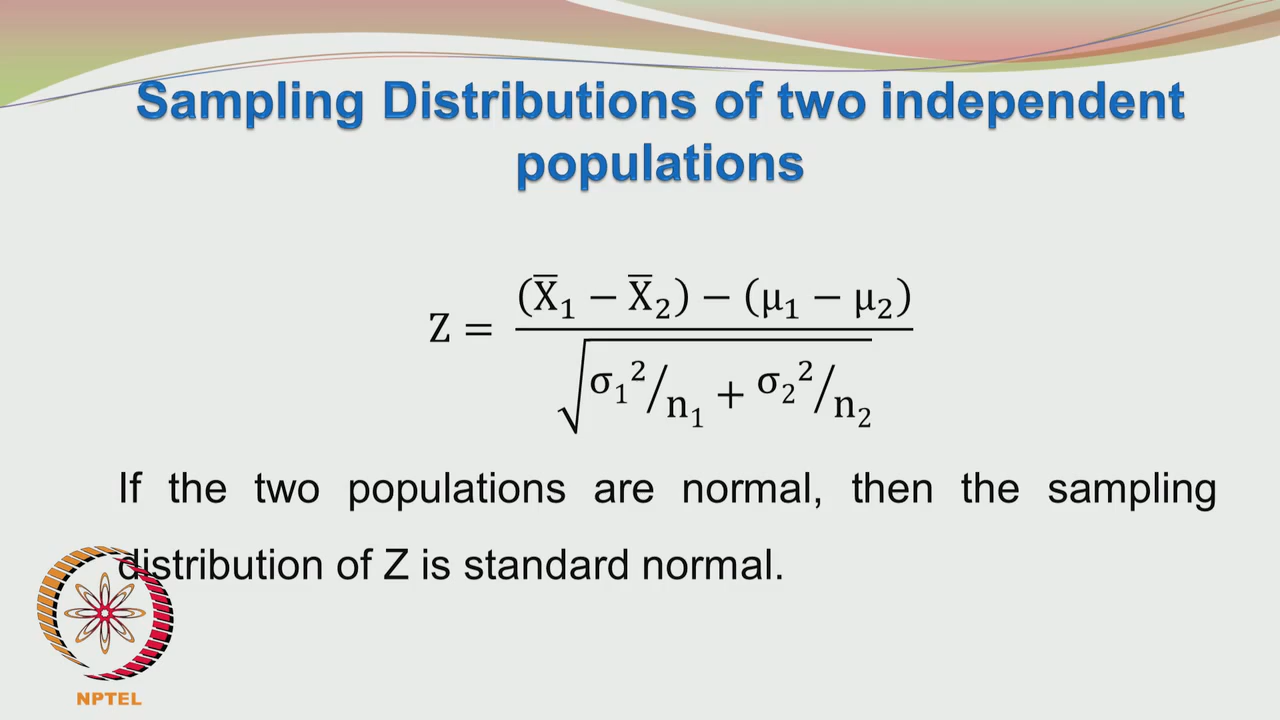 Sampling Distributions of two independent
populations
Z = ((X̅₁ − X̅₂) − (μ₁ − μ₂)) / √(σ₁²/n₁ + σ₂²/n₂)
If the two populations are normal, then the sampling
distribution of Z is standard normal.
NPTEL